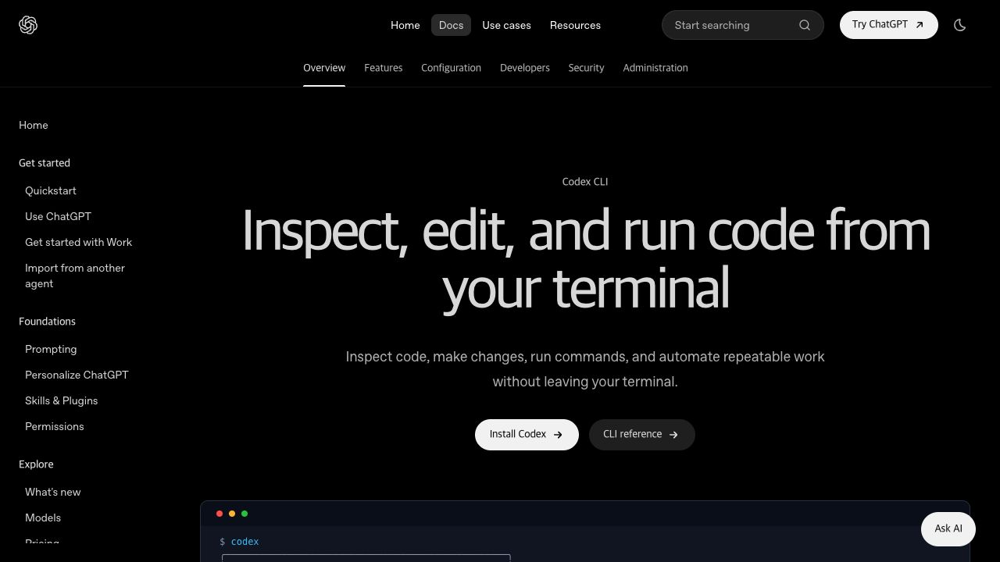 Home
Docs
Use cases
Resources
Start searching
Try ChatGPT
Overview
Features
Configuration
Developers
Security
Administration
Home
Get started
Quickstart
Use ChatGPT
Get started with Work
Import from another
agent
Foundations
Prompting
Personalize ChatGPT
Skills & Plugins
Permissions
Explore
What's new
Models
Pricing
Codex CLI
Inspect, edit, and run code from
your terminal
Inspect code, make changes, run commands, and automate repeatable work
without leaving your terminal.
Install Codex
CLI reference
$ codex
Ask AI